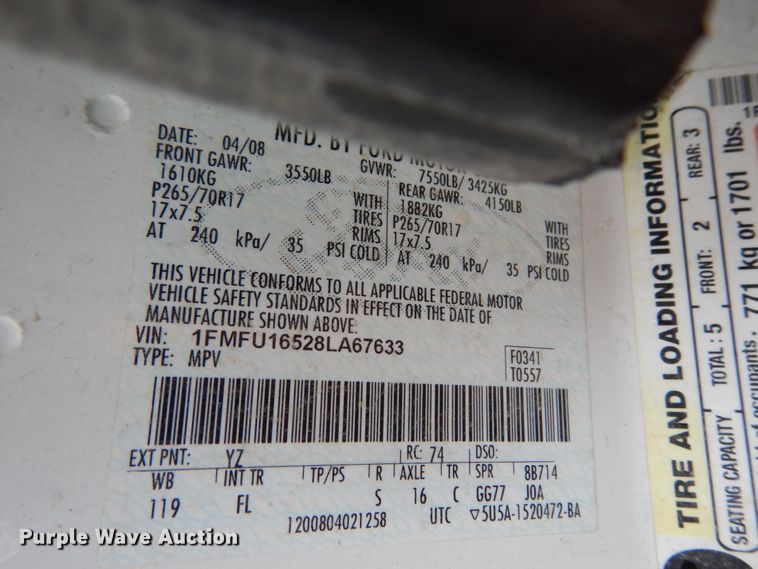 DATE: 04/08 MFD. BY FORD MOTOR
FRONT GAWR: 3550LB GVWR: 7550LB/ 3425KG
1610KG WITH REAR GAWR: 4150LB
P265/70R17 TIRES 1882KG WITH
17x7.5 RIMS P265/70R17 TIRES
AT 240 kPa/ 35 PSI COLD 17x7.5 RIMS
AT 240 kPa/ 35 PSI COLD
THIS VEHICLE CONFORMS TO ALL APPLICABLE FEDERAL MOTOR
VEHICLE SAFETY STANDARDS IN EFFECT ON THE DATE OF
MANUFACTURE SHOWN ABOVE.
VIN: 1FMFU16528LA67633
TYPE: MPV
F0341
T0557
EXT PNT: YZ RC: 74 DSO:
WB INT TR TP/PS R AXLE TR SPR 8B714
119 FL S 16 C GG77 J0A
1200804021258 UTC ▽5U5A-1520472-BA
TIRE AND LOADING INFORMATION
SEATING CAPACITY TOTAL: 5 FRONT: 2 REAR: 3
of occupants 771 kg or 1701 lbs.
Purple Wave Auction